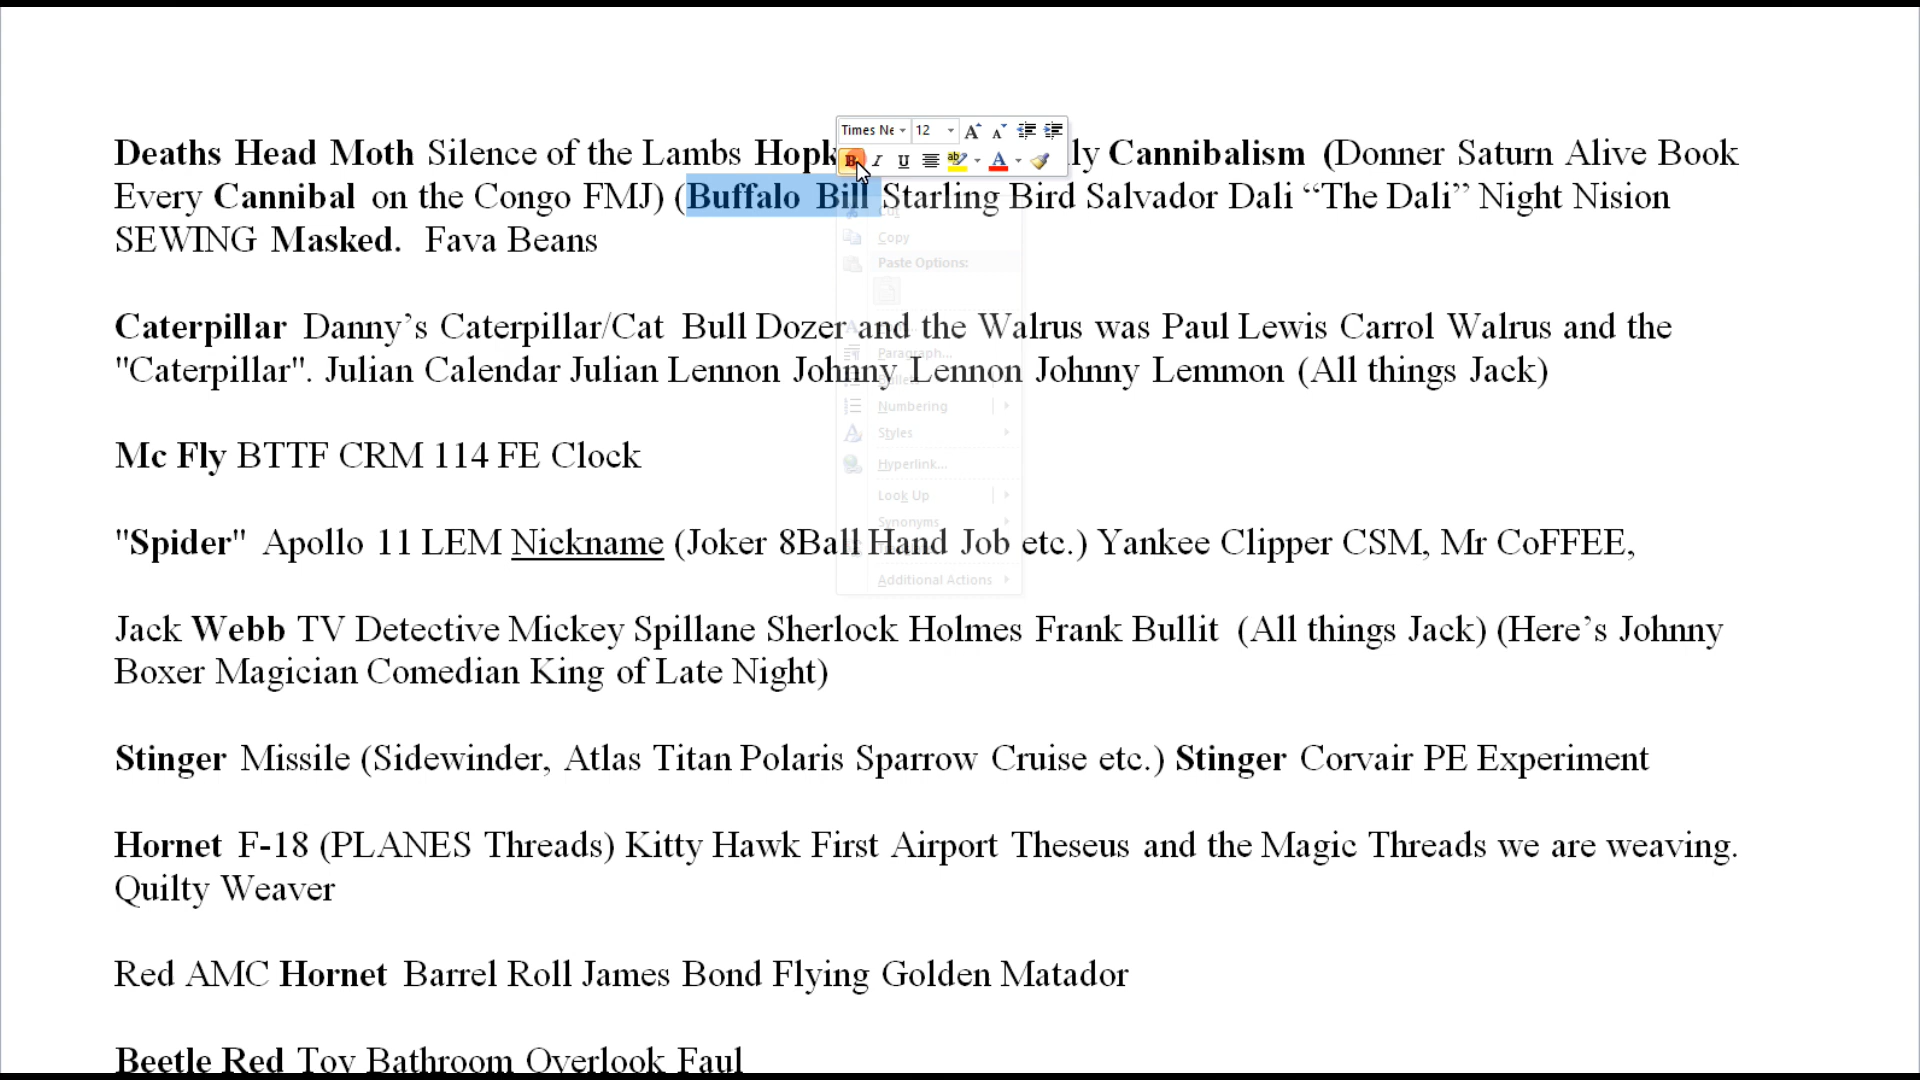 Times Ne 12
Deaths Head Moth Silence of the Lambs Hopk ly Cannibalism (Donner Saturn Alive Book
Every Cannibal on the Congo FMJ) (Buffalo Bill Starling Bird Salvador Dali “The Dali” Night Nision
SEWING Masked. Fava Beans
Cut
Copy
Paste Options:
Caterpillar Danny’s Caterpillar/Cat Bull Dozer and the Walrus was Paul Lewis Carrol Walrus and the
Paragraph...
"Caterpillar". Julian Calendar Julian Lennon Johnny Lennon Johnny Lemmon (All things Jack)
Bullets
Numbering
Styles
Mc Fly BTTF CRM 114 FE Clock
Hyperlink...
Look Up
Synonyms
"Spider" Apollo 11 LEM Nickname (Joker 8Ball Hand Job etc.) Yankee Clipper CSM, Mr CoFFEE,
Additional Actions
Jack Webb TV Detective Mickey Spillane Sherlock Holmes Frank Bullit (All things Jack) (Here’s Johnny
Boxer Magician Comedian King of Late Night)
Stinger Missile (Sidewinder, Atlas Titan Polaris Sparrow Cruise etc.) Stinger Corvair PE Experiment
Hornet F-18 (PLANES Threads) Kitty Hawk First Airport Theseus and the Magic Threads we are weaving.
Quilty Weaver
Red AMC Hornet Barrel Roll James Bond Flying Golden Matador
Beetle Red Toy Bathroom Overlook Faul